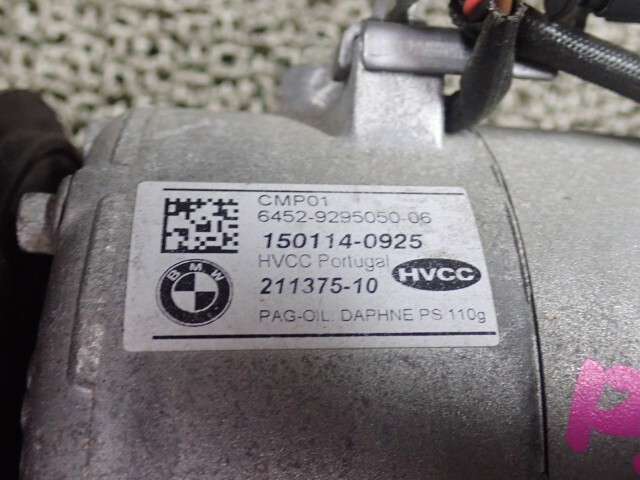 CMP01
6452-9295050-06
150114-0925
HVCC Portugal
BMW
HVCC
211375-10
PAG-OIL: DAPHNE PS 110g